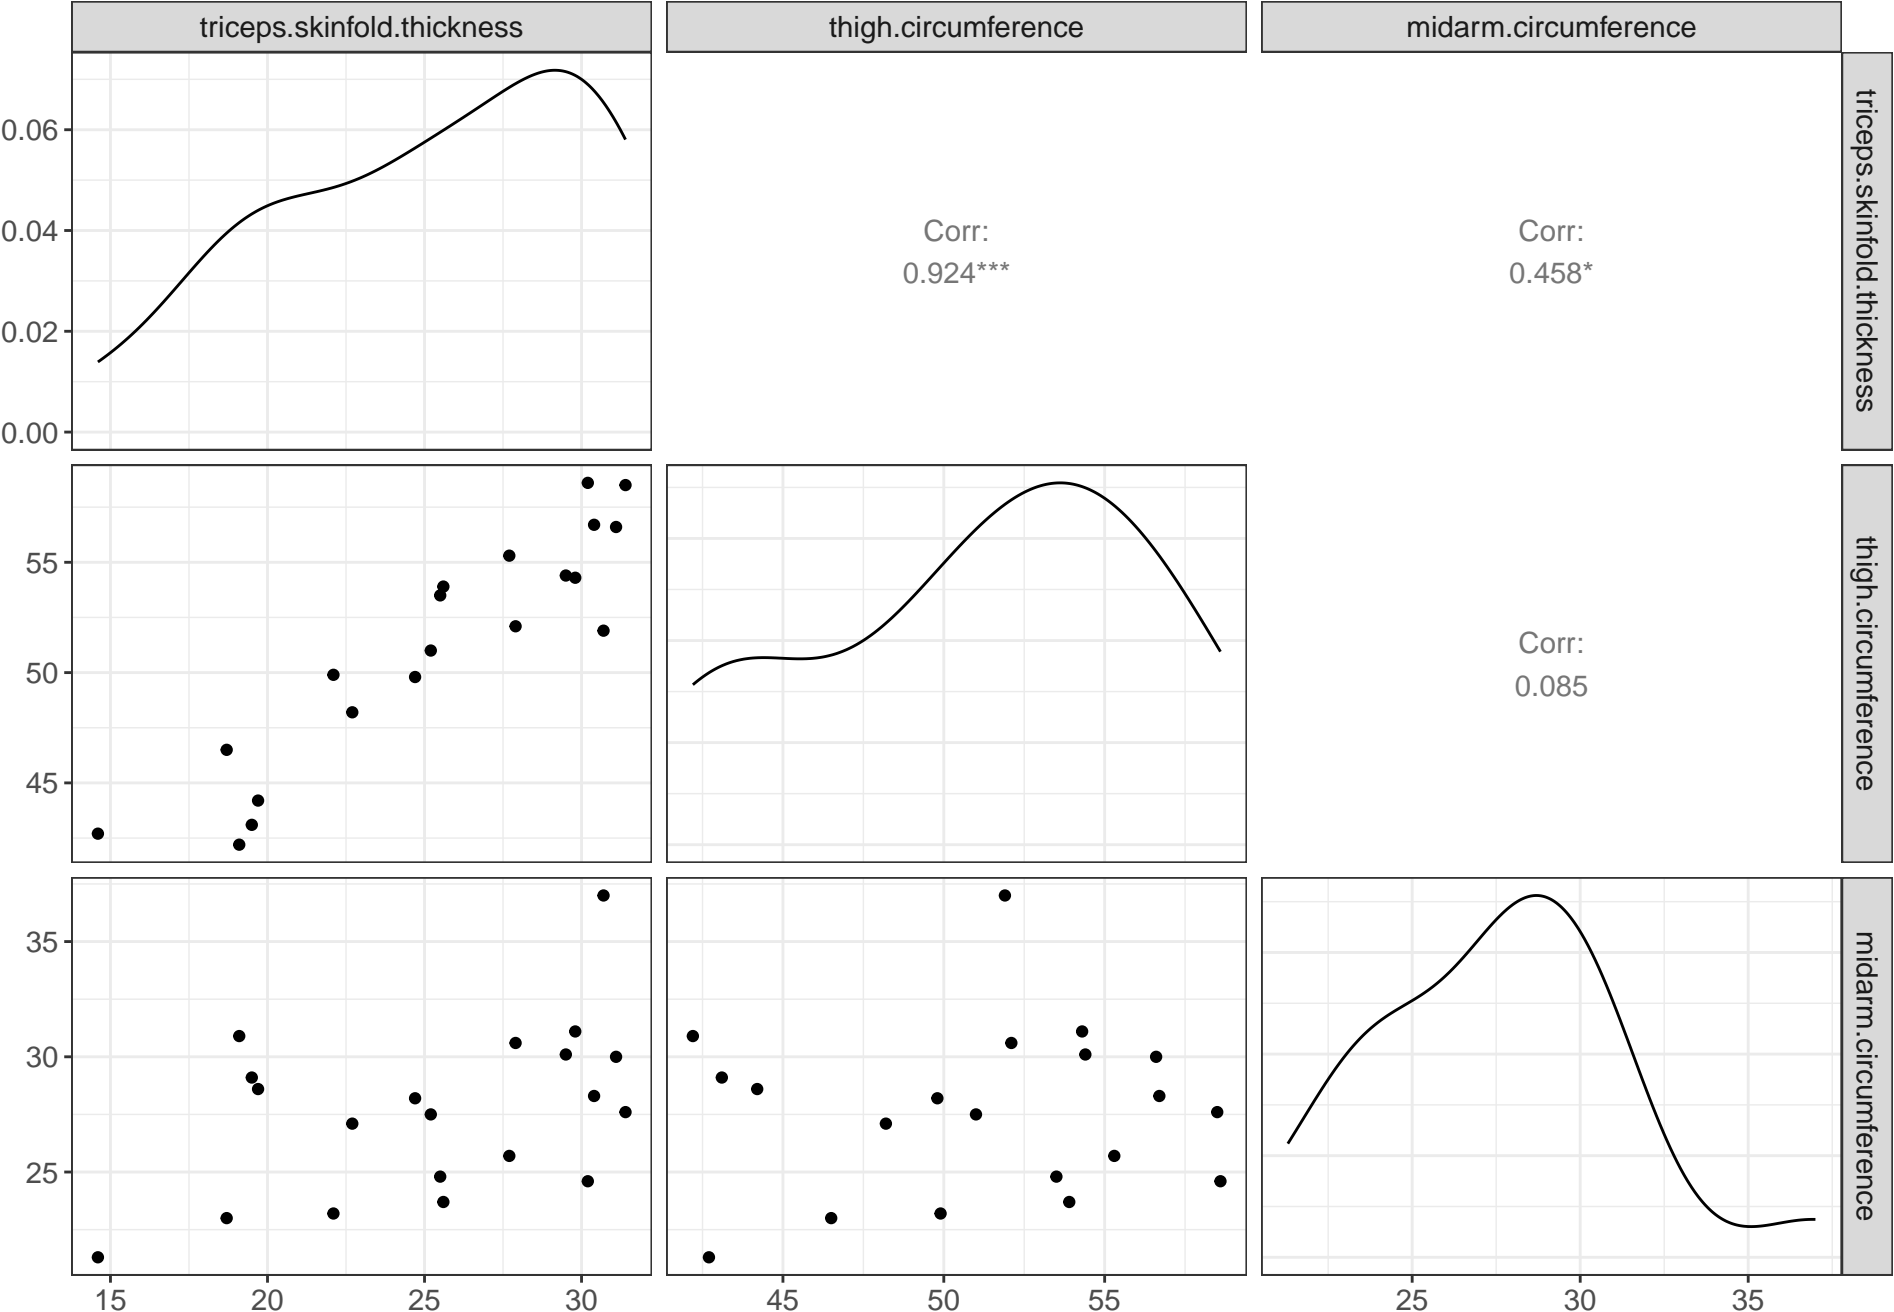 triceps.skinfold.thickness
thigh.circumference
midarm.circumference
0.06
0.04
0.02
0.00
Corr:
0.924***
Corr:
0.458*
triceps.skinfold.thickness
55
50
45
Corr:
0.085
thigh.circumference
35
30
25
midarm.circumference
15 20 25 30
45 50 55
25 30 35